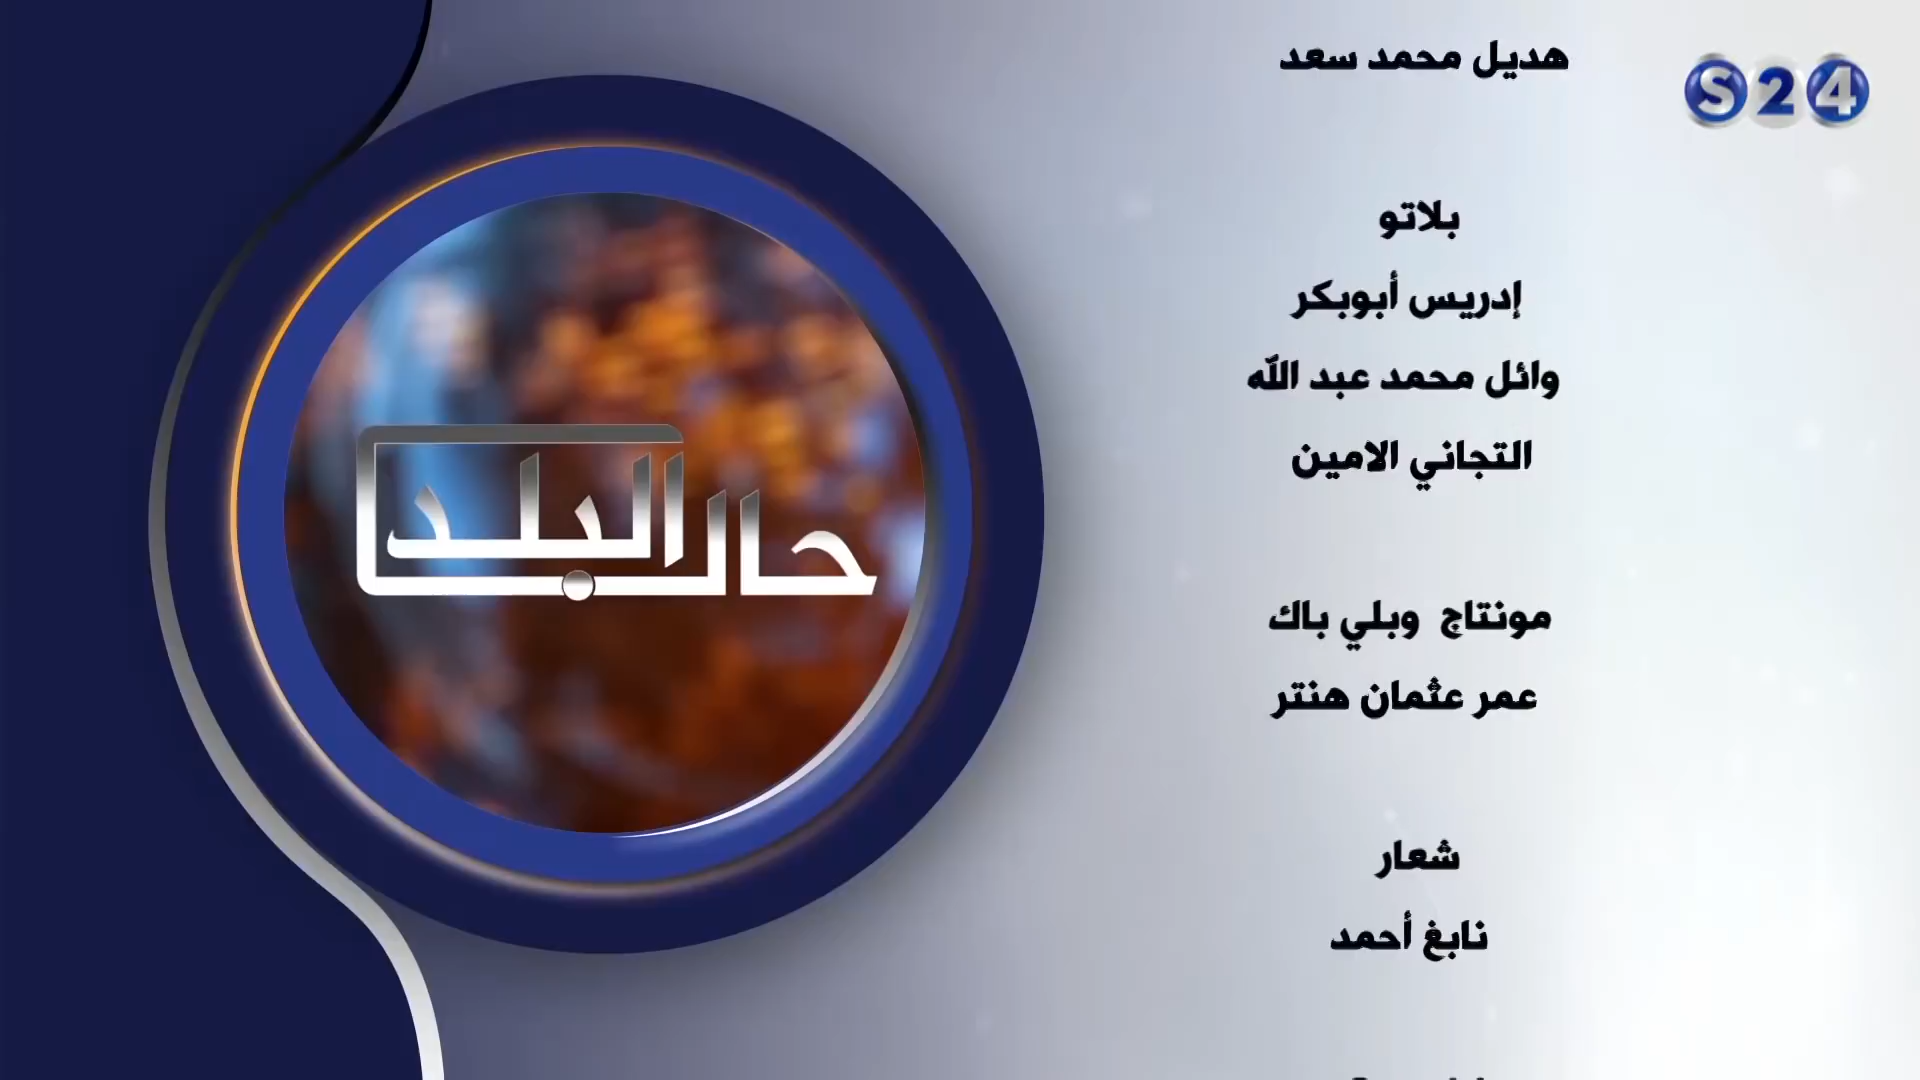 هديل محمد سعد
S24
بلاتو
إدريس أبوبكر
وائل محمد عبد الله
التجاني الامين
حال البلد
مونتاج وبلي باك
عمر عثمان هنتر
شعار
نابغ أحمد